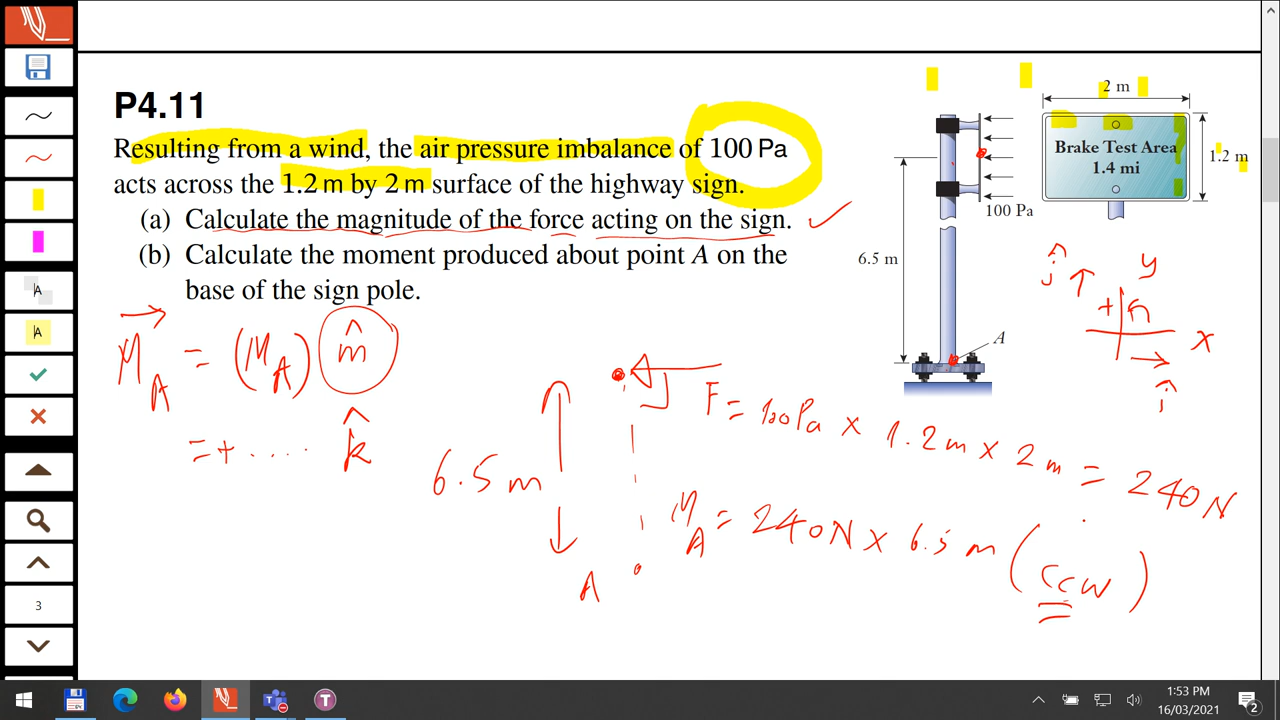 P4.11
Resulting from a wind, the air pressure imbalance of 100 Pa
acts across the 1.2 m by 2 m surface of the highway sign.
(a) Calculate the magnitude of the force acting on the sign.
(b) Calculate the moment produced about point A on the
base of the sign pole.
2 m
Brake Test Area
1.4 mi
1.2 m
100 Pa
6.5 m
A
ĵ
y
+
x
î
M⃗_A = (M_A) m̂
= + .... k̂
6.5 m
A
F = 100 Pa × 1.2 m × 2 m = 240 N
M_A = 240 N × 6.5 m (CCW)
A
A
3
T
1:53 PM
16/03/2021
2